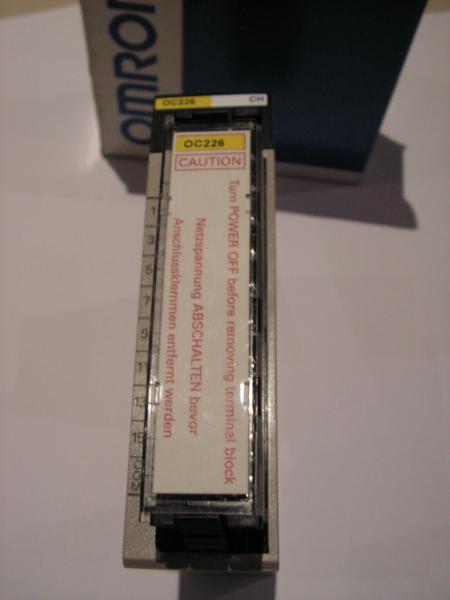 OMRON
OC226
CH
OC226
CAUTION
Turn POWER OFF before removing terminal block
Netzspannung ABSCHALTEN bevor
Anschlussklemmen entfernt werden
1
3
5
7
9
11
13
15
COM